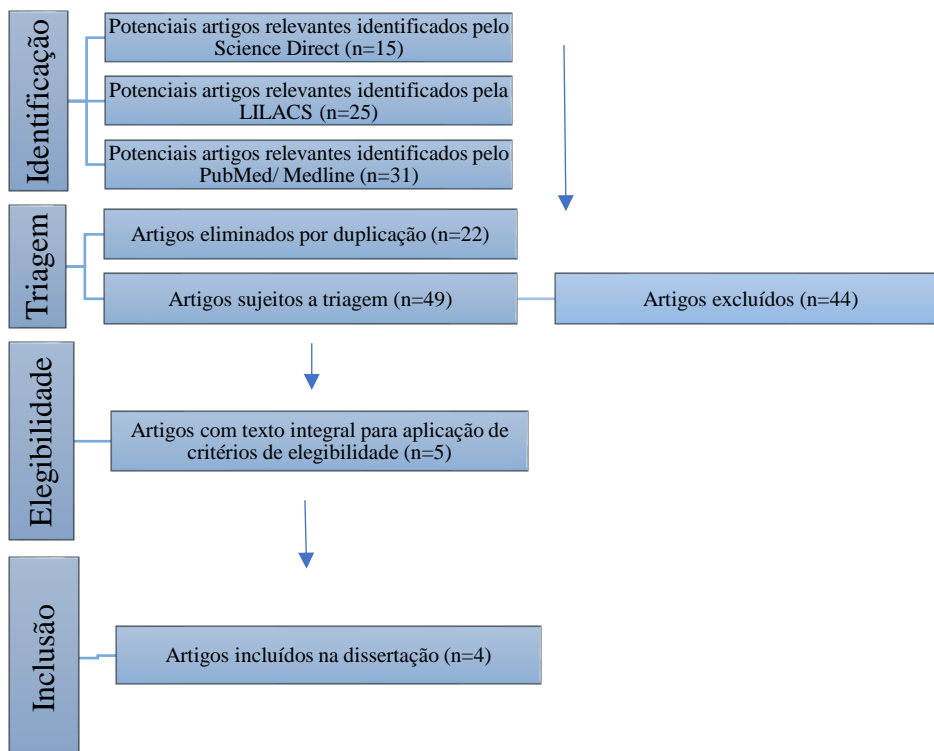 Identificação
Potenciais artigos relevantes identificados pelo
Science Direct (n=15)
Potenciais artigos relevantes identificados pela
LILACS (n=25)
Potenciais artigos relevantes identificados pelo
PubMed/ Medline (n=31)
Triagem
Artigos eliminados por duplicação (n=22)
Artigos sujeitos a triagem (n=49)
Artigos excluídos (n=44)
Elegibilidade
Artigos com texto integral para aplicação de
critérios de elegibilidade (n=5)
Inclusão
Artigos incluídos na dissertação (n=4)